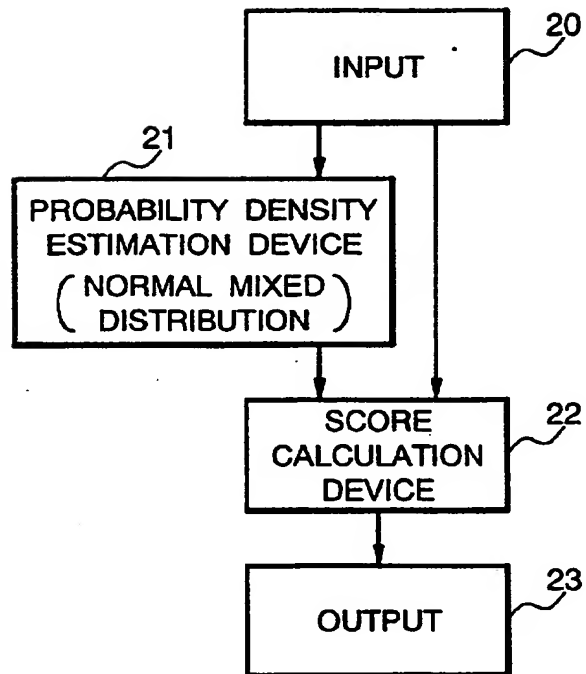 20
INPUT
21
PROBABILITY DENSITY
ESTIMATION DEVICE
(NORMAL MIXED
DISTRIBUTION)
22
SCORE
CALCULATION
DEVICE
23
OUTPUT